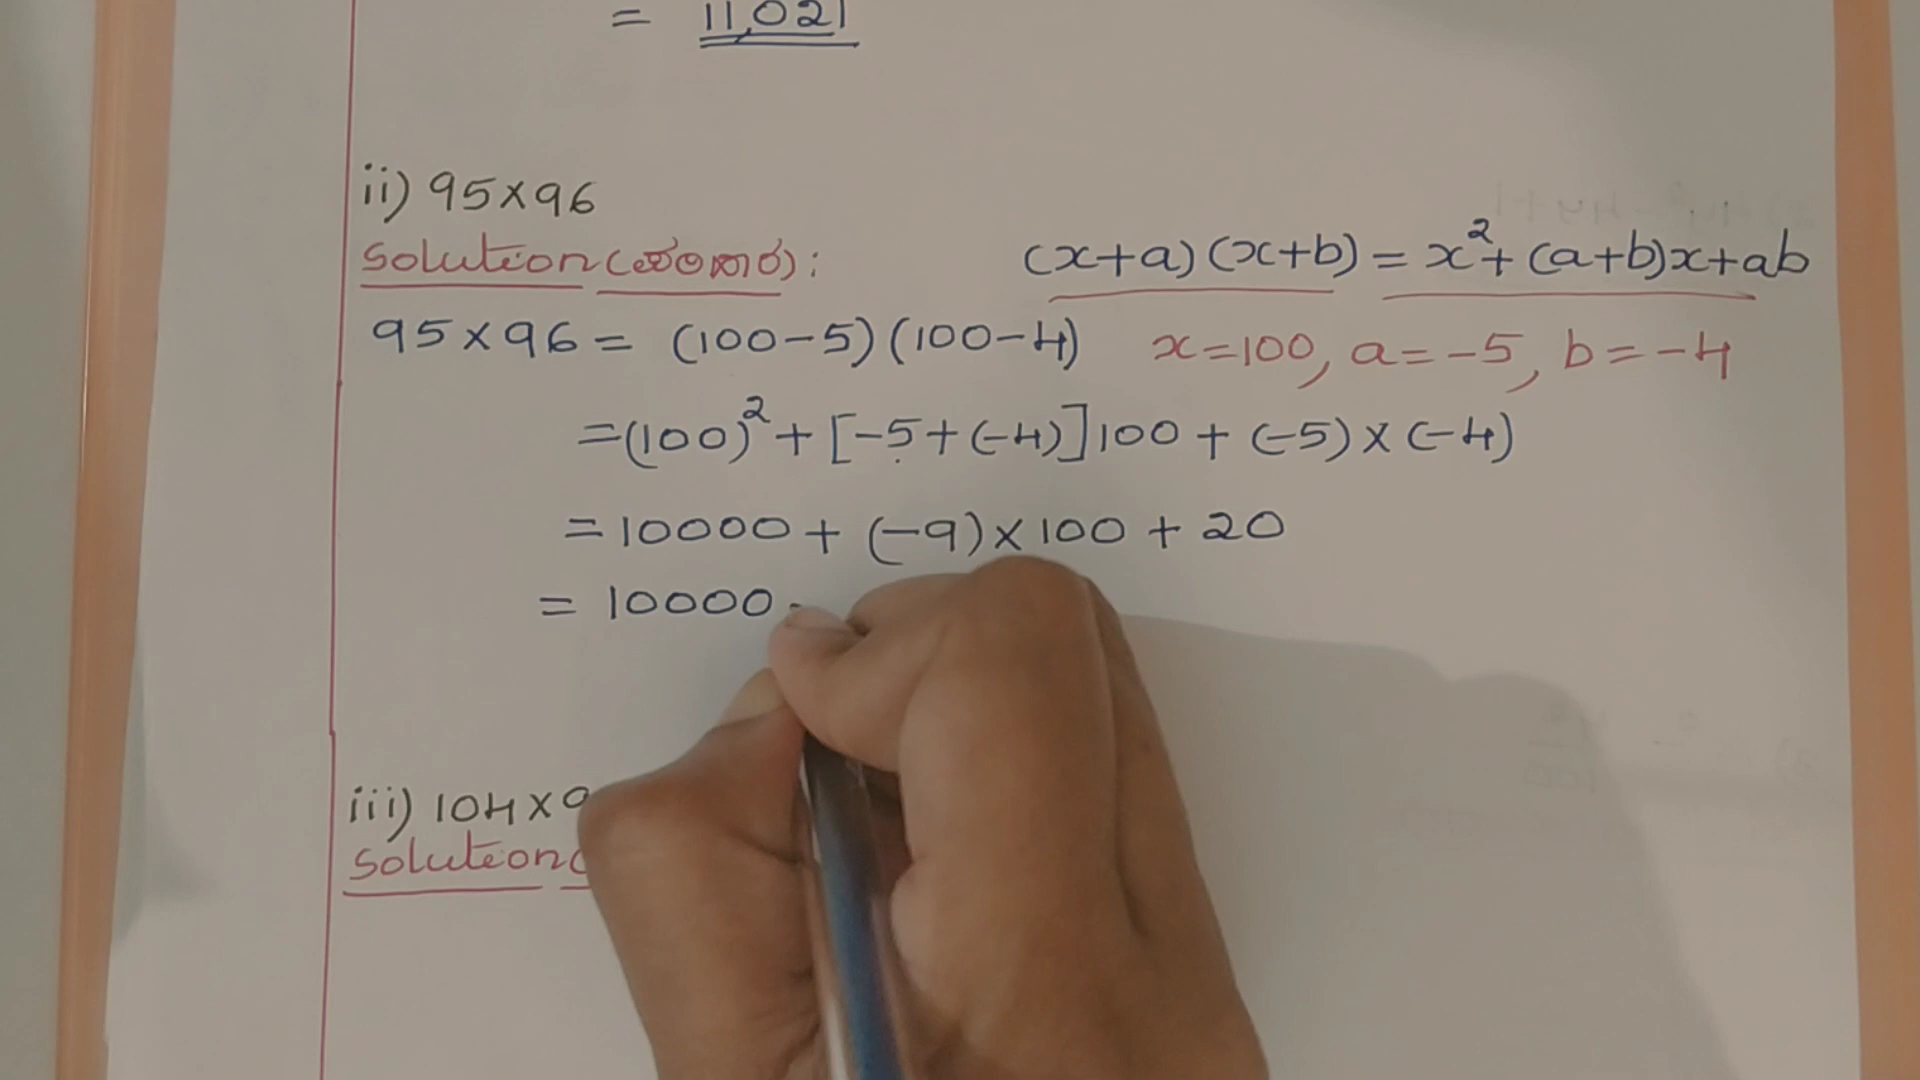 = 11,021
ii) 95×96
Solution (ಪರಿಹಾರ) :
(x+a) (x+b) = x²+ (a+b)x+ab
95×96 = (100-5) (100-4) x=100, a=-5, b=-4
=(100)²+[-5+(-4)]100+(-5)×(-4)
=10000+(-9)×100+20
= 10000
iii) 104×9
Solution (